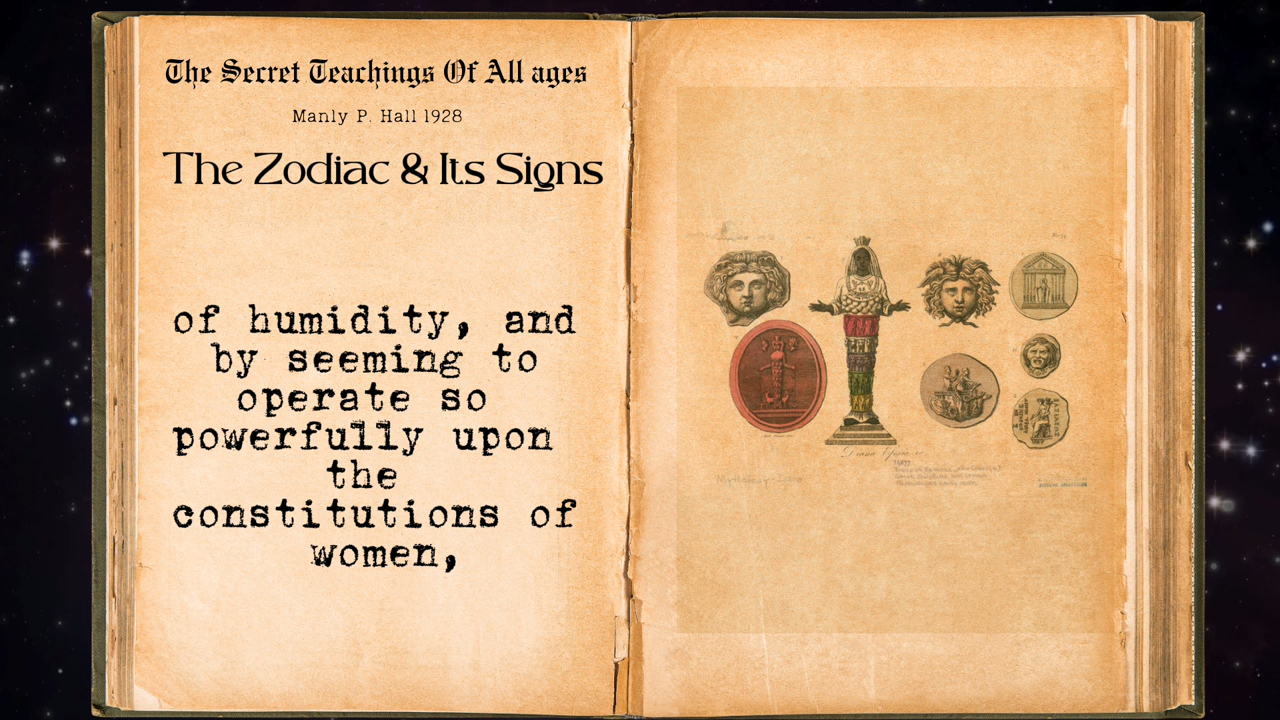 The Secret Teachings Of All ages
Manly P. Hall 1928
The Zodiac & Its Signs
of humidity, and
by seeming to
operate so
powerfully upon
the
constitutions of
women,